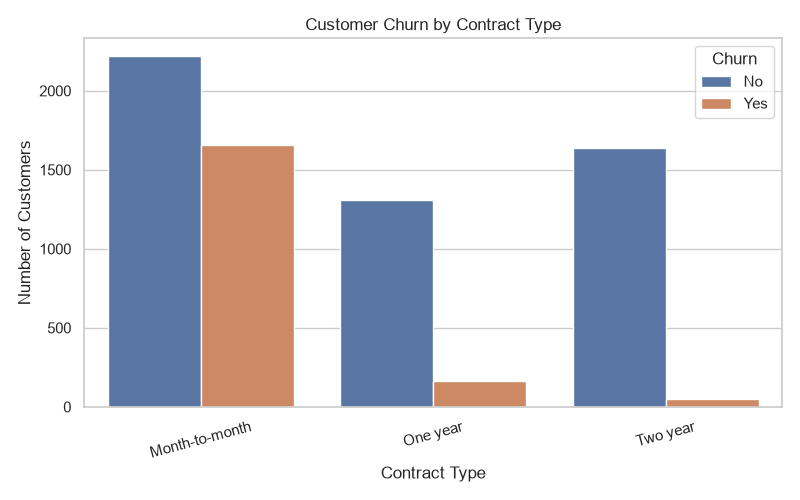 Customer Churn by Contract Type
Churn
No
Yes
Number of Customers
2000
1500
1000
500
0
Month-to-month
One year
Two year
Contract Type